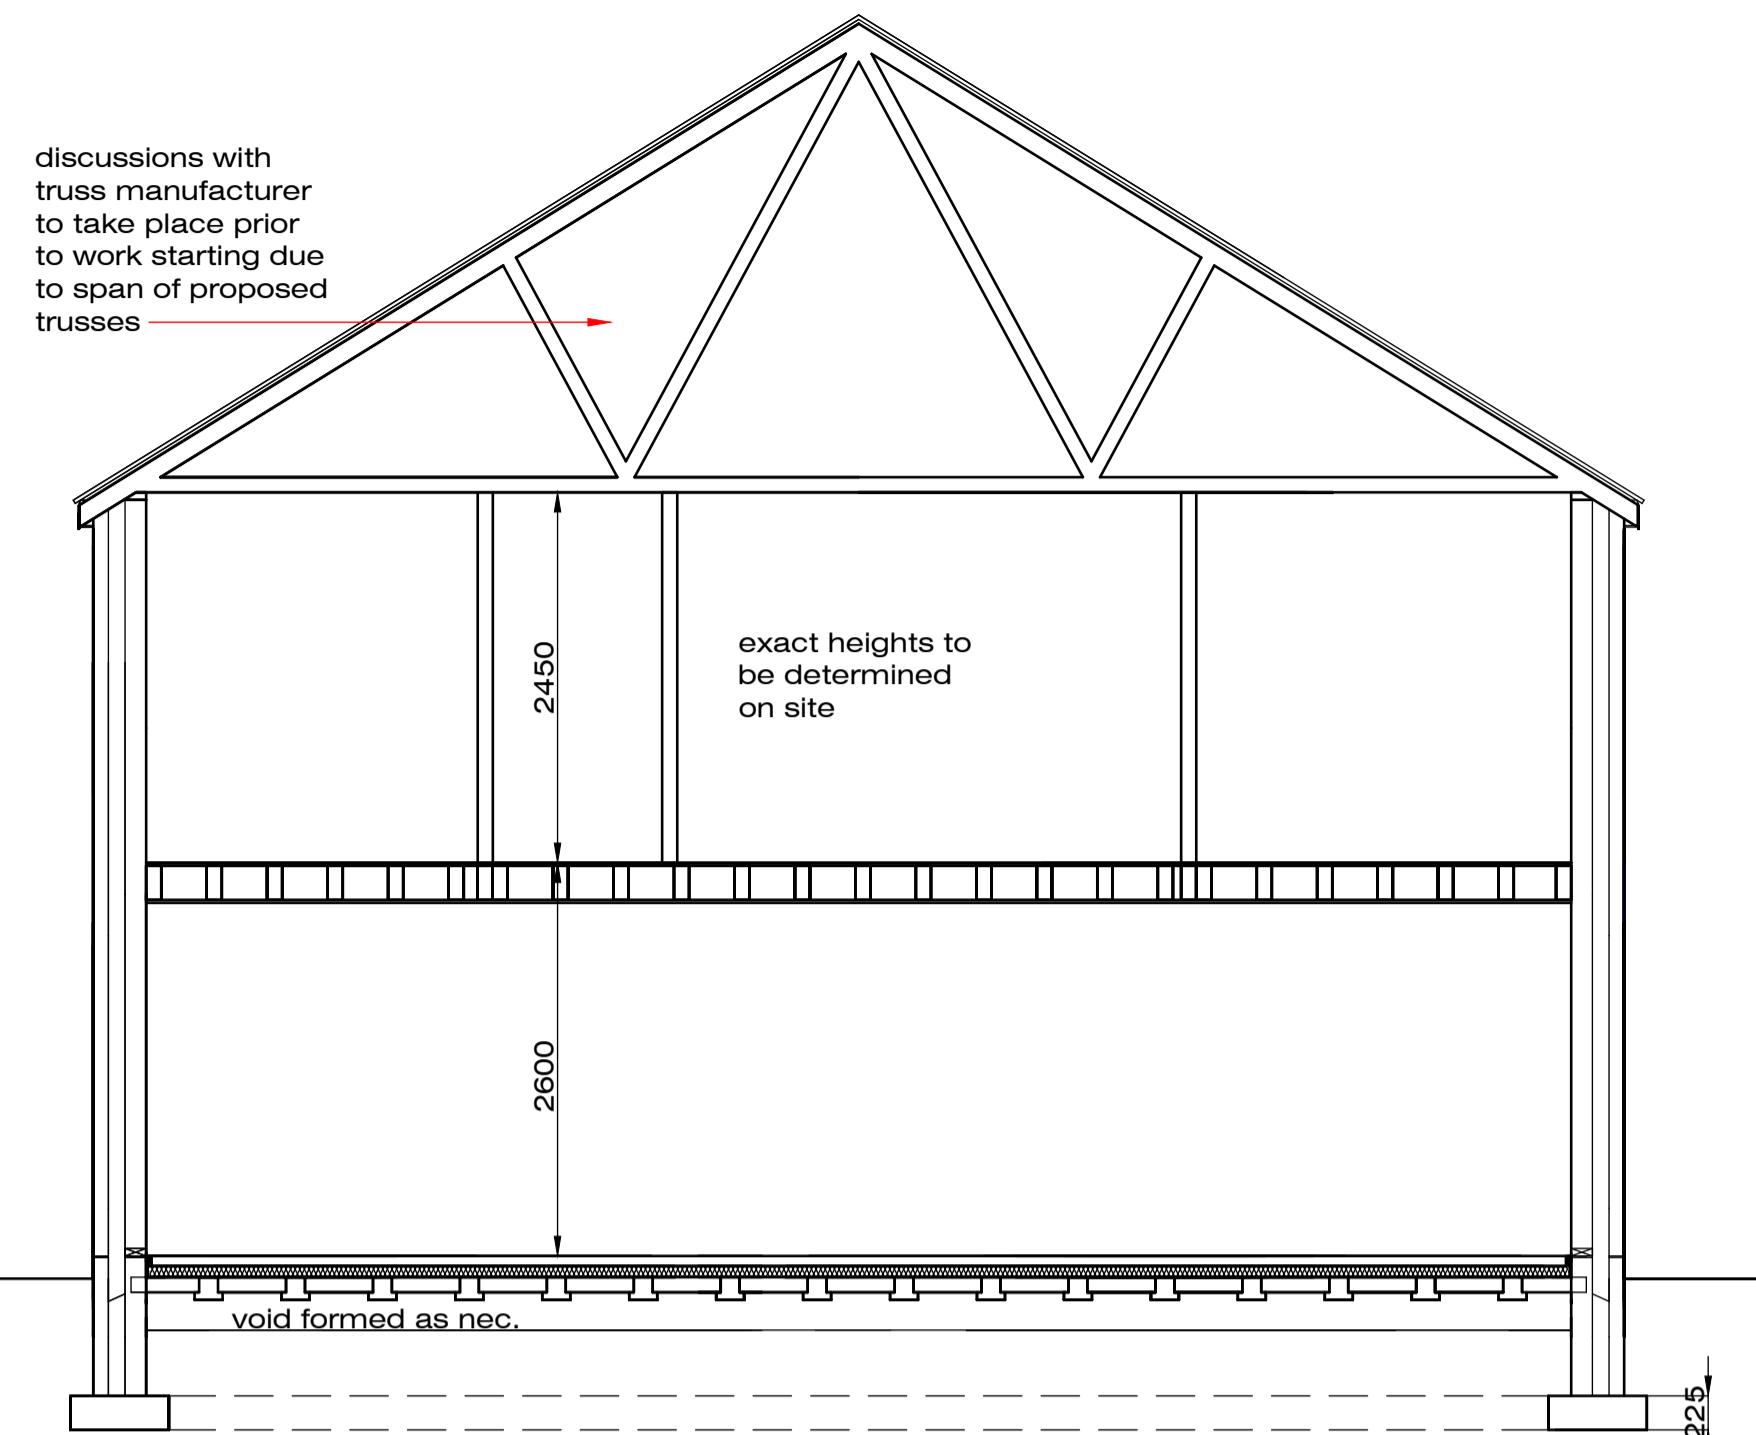 discussions with
truss manufacturer
to take place prior
to work starting due
to span of proposed
trusses
exact heights to
be determined
on site
2450
2600
void formed as nec.
225